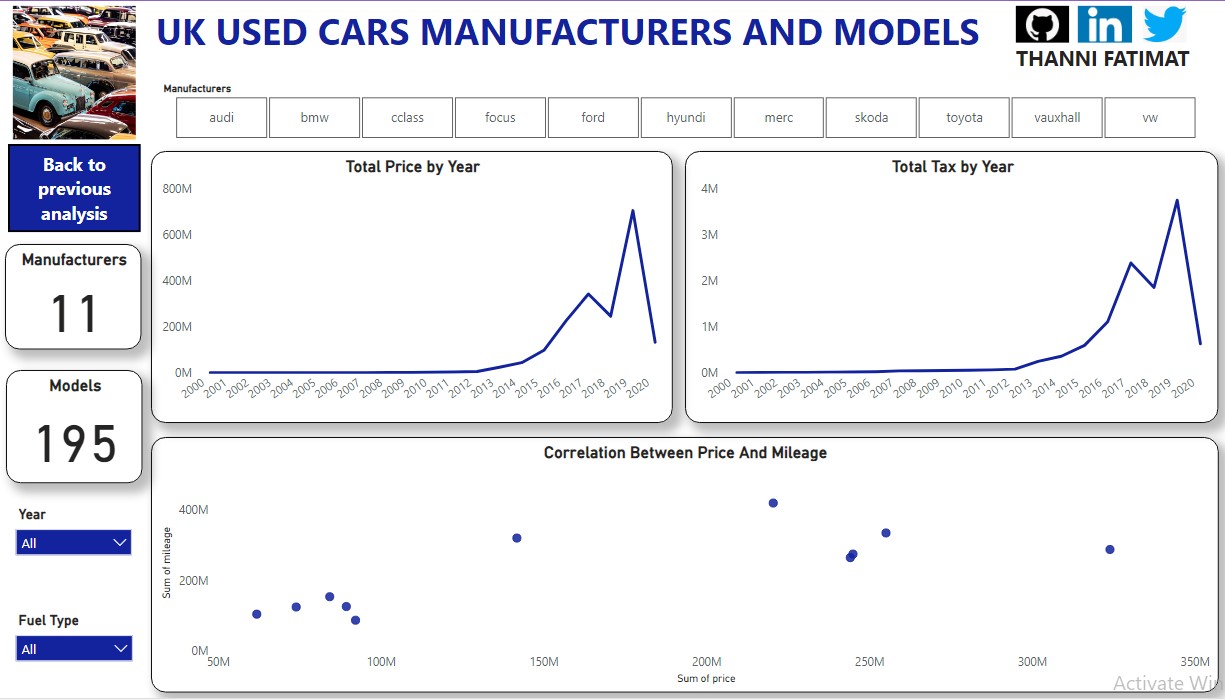 UK USED CARS MANUFACTURERS AND MODELS
in
THANNI FATIMAT
Manufacturers
audi
bmw
cclass
focus
ford
hyundi
merc
skoda
toyota
vauxhall
vw
Back to
previous
analysis
Manufacturers
11
Models
195
Year
All
Fuel Type
All
Total Price by Year
800M
600M
400M
200M
0M
2000 2001 2002 2003 2004 2005 2006 2007 2008 2009 2010 2011 2012 2013 2014 2015 2016 2017 2018 2019 2020
Total Tax by Year
4M
3M
2M
1M
0M
2000 2001 2002 2003 2004 2005 2006 2007 2008 2009 2010 2011 2012 2013 2014 2015 2016 2017 2018 2019 2020
Correlation Between Price And Mileage
Sum of mileage
400M
200M
0M
50M 100M 150M 200M 250M 300M 350M
Sum of price
Activate Wi